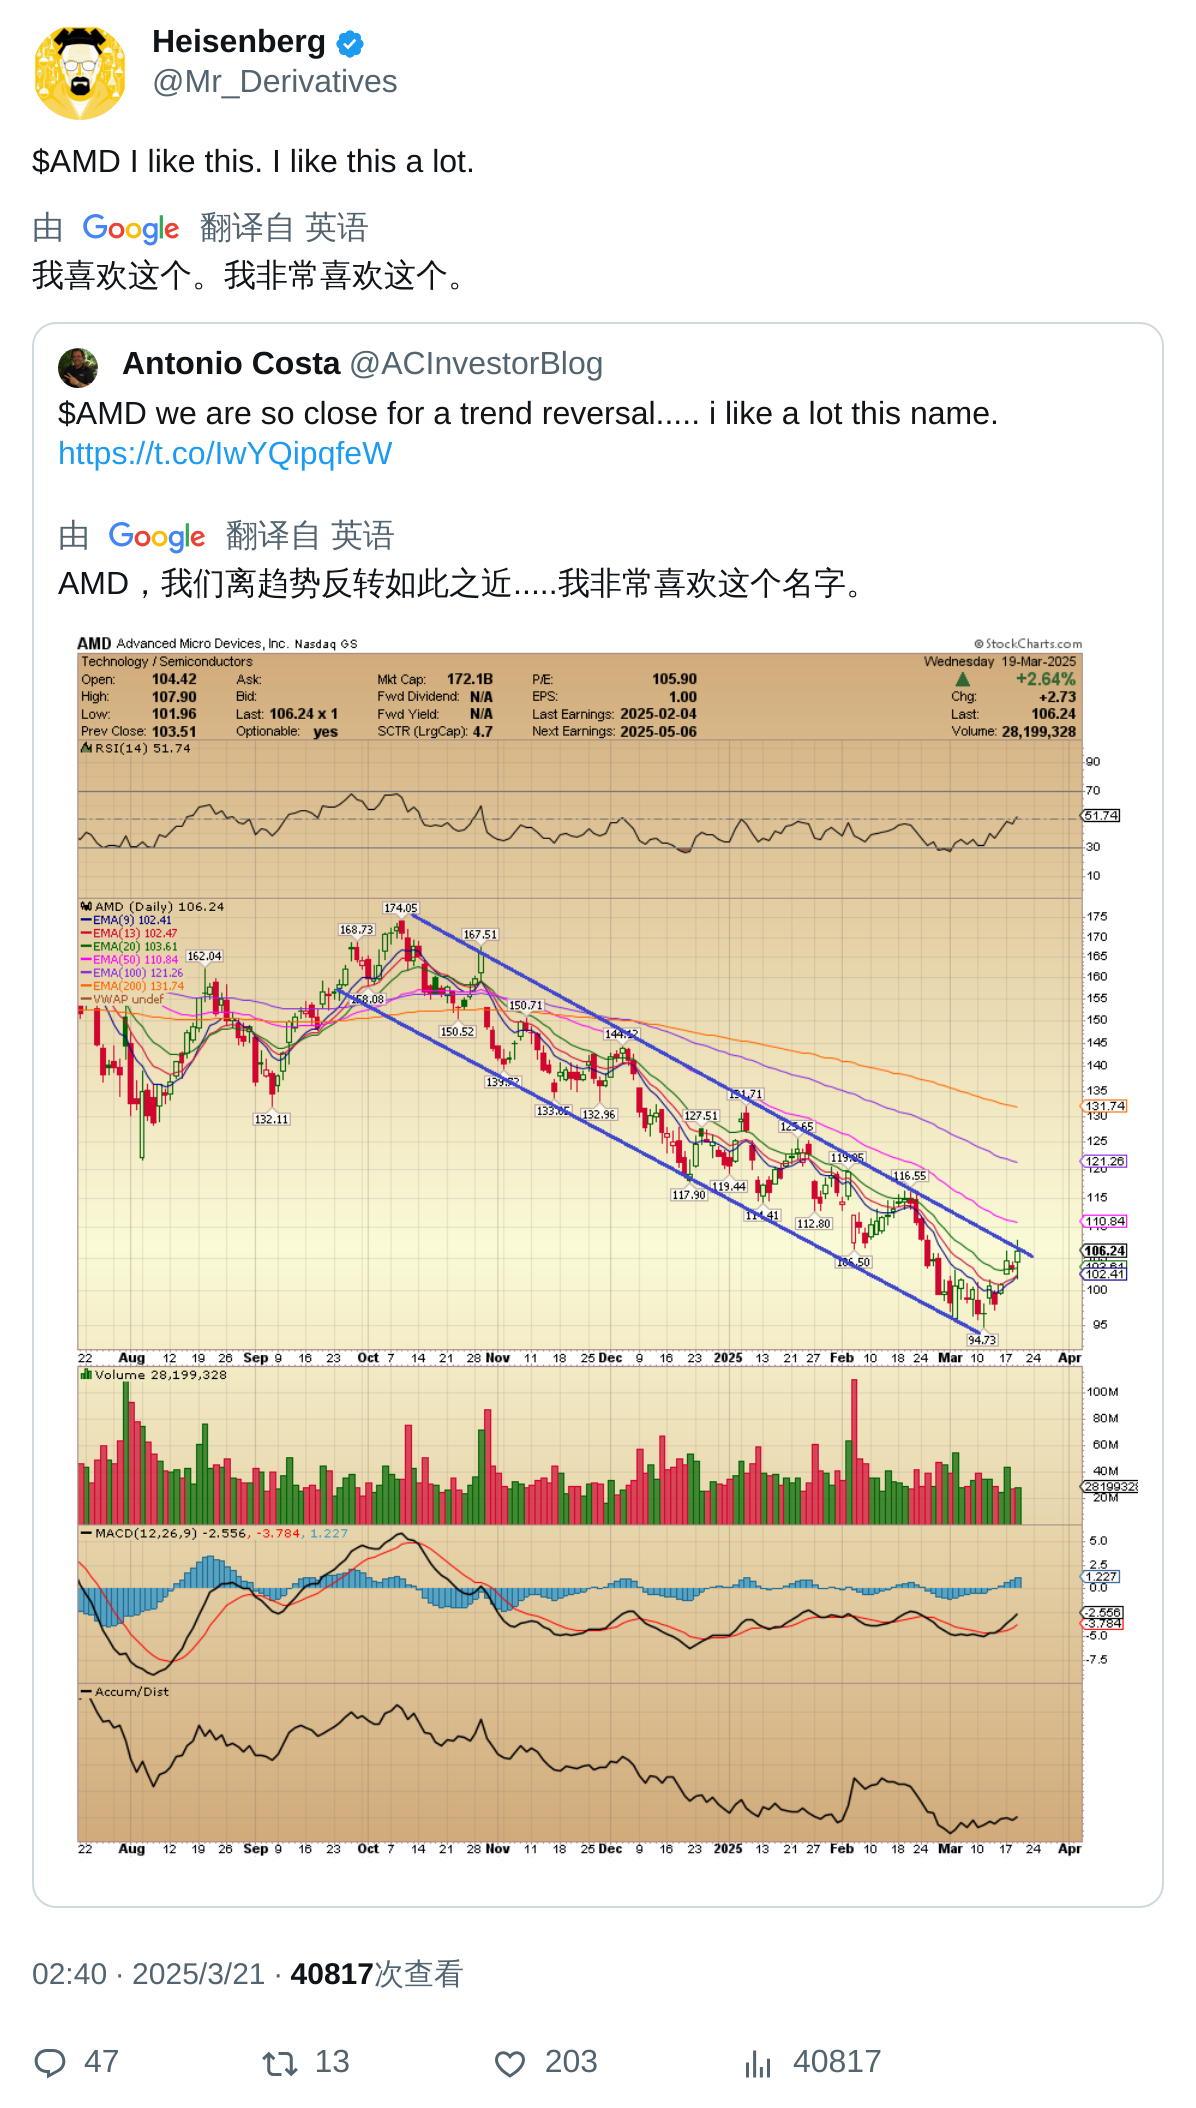 Heisenberg
@Mr_Derivatives
$AMD I like this. I like this a lot.
由 Google 翻译自 英语
我喜欢这个。我非常喜欢这个。
Antonio Costa @ACInvestorBlog
$AMD we are so close for a trend reversal..... i like a lot this name.
https://t.co/IwYQipqfeW
由 Google 翻译自 英语
AMD，我们离趋势反转如此之近.....我非常喜欢这个名字。
AMD Advanced Micro Devices, Inc. Nasdaq GS © StockCharts.com
Technology / Semiconductors Wednesday 19-Mar-2025
Open: 104.42 Ask: Mkt Cap: 172.1B P/E: 105.90 ▲ +2.64%
High: 107.90 Bid: Fwd Dividend: N/A EPS: 1.00 Chg: +2.73
Low: 101.96 Last: 106.24 x 1 Fwd Yield: N/A Last Earnings: 2025-02-04 Last: 106.24
Prev Close: 103.51 Optionable: yes SCTR (LrgCap): 4.7 Next Earnings: 2025-05-06 Volume: 28,199,328
RSI(14) 51.74
90
70
51.74
30
10
AMD (Daily) 106.24
EMA(9) 102.41
EMA(13) 102.47
EMA(20) 103.61
EMA(50) 110.84
EMA(100) 121.26
EMA(200) 131.74
VWAP undef
174.05
168.73
167.51
162.04
158.08
150.71
150.52
144.12
139.72
133.65
132.96
132.11
131.71
127.51
125.65
119.85
119.44
117.90
116.55
114.41
112.80
106.50
94.73
175
170
165
160
155
150
145
140
135
131.74
130
125
121.26
120
115
110.84
110
106.24
103.61
102.41
100
95
22 Aug 12 19 26 Sep 9 16 23 Oct 7 14 21 28 Nov 11 18 25 Dec 9 16 23 2025 13 21 27 Feb 10 18 24 Mar 10 17 24 Apr
Volume 28,199,328
100M
80M
60M
40M
28199328
20M
MACD(12,26,9) -2.556, -3.784, 1.227
5.0
2.5
1.227
0.0
-2.556
-3.784
-5.0
-7.5
Accum/Dist
22 Aug 12 19 26 Sep 9 16 23 Oct 7 14 21 28 Nov 11 18 25 Dec 9 16 23 2025 13 21 27 Feb 10 18 24 Mar 10 17 24 Apr
02:40 · 2025/3/21 · 40817次查看
47 13 203 40817